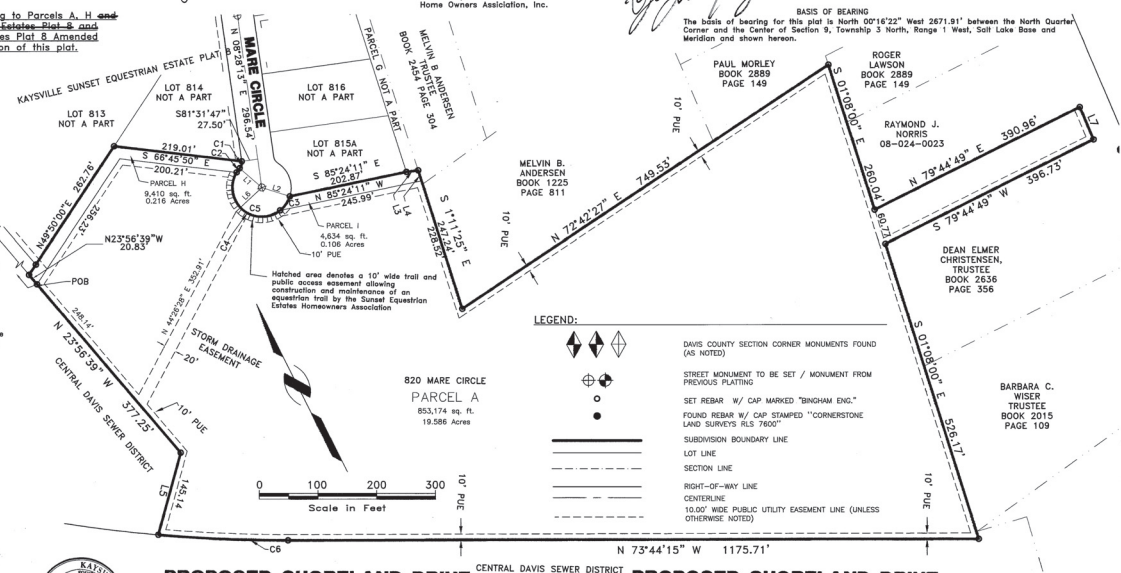 Home Owners Association, Inc.
ng to Parcels A, H and
Estates Plat 8 and
es Plat 8 Amended
on of this plat.
BASIS OF BEARING
The basis of bearing for this plat is North 00°16'22" West 2671.91' between the North Quarter
Corner and the Center of Section 9, Township 3 North, Range 1 West, Salt Lake Base and
Meridian and shown hereon.
KAYSVILLE SUNSET EQUESTRIAN ESTATE PLAT
LOT 813
NOT A PART
LOT 814
NOT A PART
S81°31'47"
27.50'
N 08°28'13" E 296.54'
MARE CIRCLE
LOT 816
NOT A PART
LOT 815A
NOT A PART
PARCEL G NOT A PART
MELVIN B ANDERSEN
TRUSTEE
BOOK 2454 PAGE 304
PAUL MORLEY
BOOK 2889
PAGE 149
ROGER
LAWSON
BOOK 2889
PAGE 149
RAYMOND J.
NORRIS
08-024-0023
MELVIN B.
ANDERSEN
BOOK 1225
PAGE 811
DEAN ELMER
CHRISTENSEN,
TRUSTEE
BOOK 2636
PAGE 356
BARBARA C.
WISER
TRUSTEE
BOOK 2015
PAGE 109
C1
C2
219.01'
S 66°45'50" E
200.21'
PARCEL H
9,410 sq. ft.
0.216 Acres
L1
L2
L6
C5
C3
C4
S 85°24'11" E
202.87'
N 85°24'11" W
245.99'
L3
L4
PARCEL I
4,634 sq. ft.
0.106 Acres
10' PUE
262.76'
N49°50'00"E
256.23'
N23°56'39"W
20.83'
POB
S 1°11'25" E
247.24'
228.52'
10' PUE
10' PUE
N 72°42'27" E 749.53'
S 01°08'00" E
260.04'
N 79°44'49" E 390.96'
L7
60.77
S 79°44'49" W 396.73'
Hatched area denotes a 10' wide trail and
public access easement allowing
construction and maintenance of an
equestrian trail by the Sunset Equestrian
Estates Homeowners Association
N 44°26'28" E 352.91'
STORM DRAINAGE
EASEMENT
20'
248.14'
N 23°56'39" W 377.25'
CENTRAL DAVIS SEWER DISTRICT
10' PUE
L5
145.14
820 MARE CIRCLE
PARCEL A
853,174 sq. ft.
19.586 Acres
S 01°08'00" E 526.17'
LEGEND:
DAVIS COUNTY SECTION CORNER MONUMENTS FOUND
(AS NOTED)
STREET MONUMENT TO BE SET / MONUMENT FROM
PREVIOUS PLATTING
SET REBAR W/ CAP MARKED "BINGHAM ENG."
FOUND REBAR W/ CAP STAMPED "CORNERSTONE
LAND SURVEYS RLS 7600"
SUBDIVISION BOUNDARY LINE
LOT LINE
SECTION LINE
RIGHT-OF-WAY LINE
CENTERLINE
10.00' WIDE PUBLIC UTILITY EASEMENT LINE (UNLESS
OTHERWISE NOTED)
0 100 200 300
Scale in Feet
10' PUE
10' PUE
C6
N 73°44'15" W 1175.71'
CENTRAL DAVIS SEWER DISTRICT
KAYSV